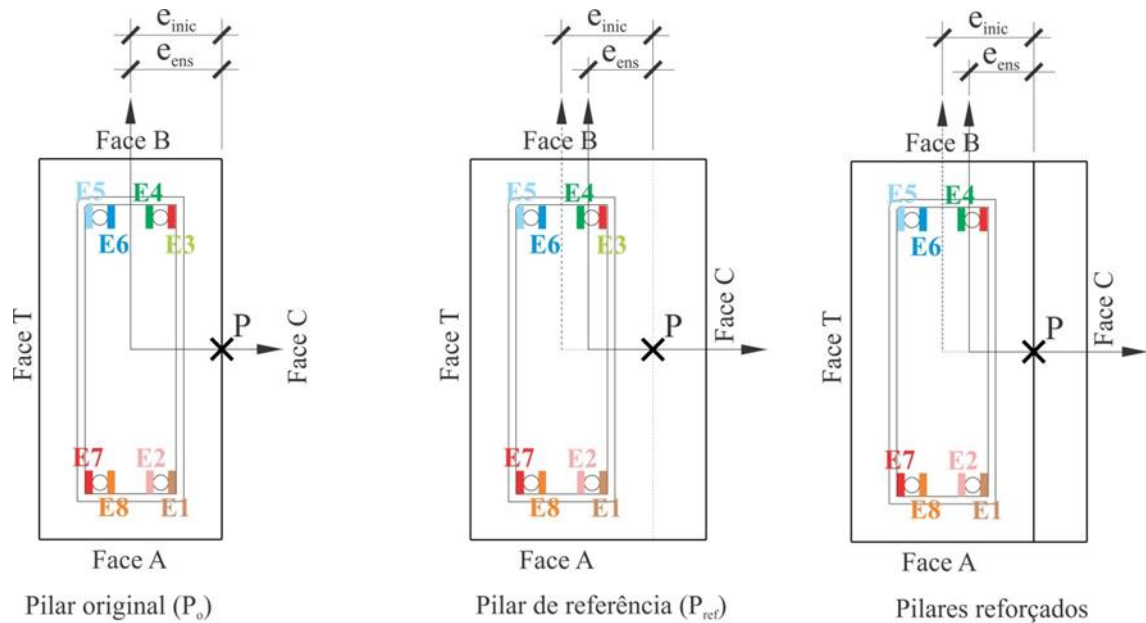 e_inic
e_ens
Face B
E5 E4
E6 E3
Face T
P
Face C
E7 E2
E8 E1
Face A
Pilar original (P_o)
e_inic
e_ens
Face B
E5 E4
E6 E3
Face T
P
Face C
E7 E2
E8 E1
Pilar de referência (P_ref)
e_inic
e_ens
Face B
E5 E4
E6
Face T
P
Face C
E7 E2
E8 E1
Face A
Pilares reforçados